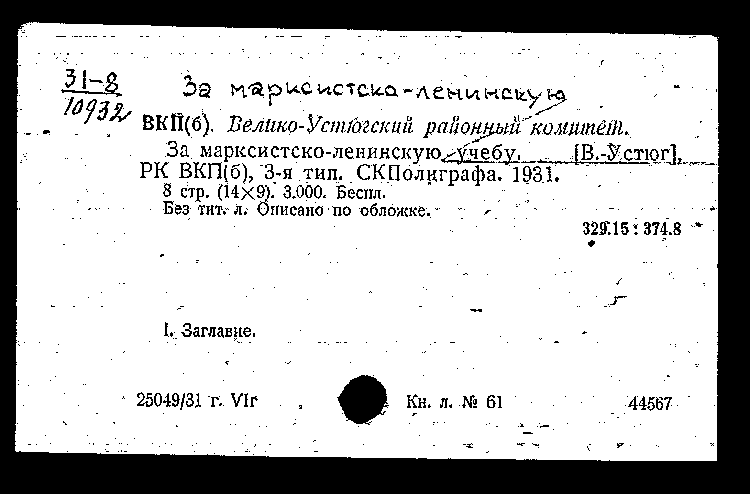 31-8
10932
За марксистско-ленинскую
ВКП(б). Велико-Устюгский районный комитет.
За марксистско-ленинскую учебу. [В.-Устюг],
РК ВКП(б), 3-я тип. СКПолиграфа. 1931.
8 стр. (14×9). 3.000. Беспл.
Без тит. л. Описано по обложке.
329.15 : 374.8
I. Заглавие.
25049/31 г. VIг Кн. л. № 61 44567